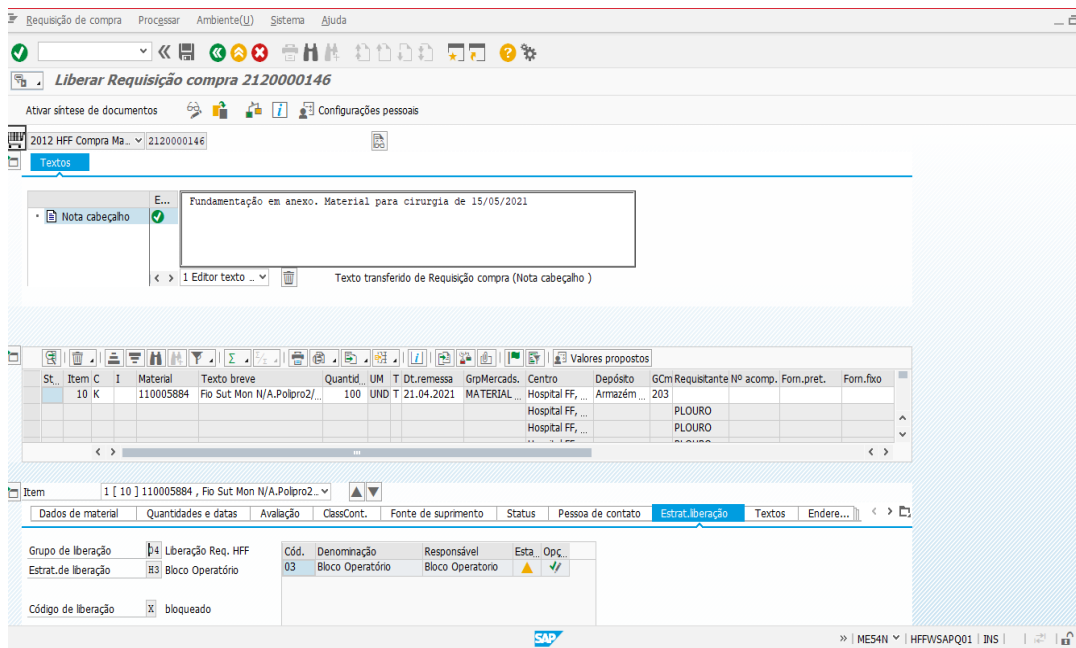 Requisição de compra Processar Ambiente(U) Sistema Ajuda
Liberar Requisição compra 2120000146
Ativar síntese de documentos Configurações pessoais
2012 HFF Compra Ma... 2120000146
Textos
E...
Nota cabeçalho
Fundamentação em anexo. Material para cirurgia de 15/05/2021
1 Editor texto .. Texto transferido de Requisição compra (Nota cabeçalho )
Valores propostos
St... Item C I Material Texto breve Quantid... UM T Dt.remessa GrpMercads. Centro Depósito GCm Requisitante Nº acomp. Forn.pret. Forn.fixo
10 K 110005884 Fio Sut Mon N/A.Polipro2/... 100 UND T 21.04.2021 MATERIAL ... Hospital FF, ... Armazém ... 203
Hospital FF, ... PLOURO
Hospital FF, ... PLOURO
Hospital FF, ... PLOURO
Item 1 [ 10 ] 110005884 , Fio Sut Mon N/A.Polipro2...
Dados de material Quantidades e datas Avaliação ClassCont. Fonte de suprimento Status Pessoa de contato Estrat.liberação Textos Endere...
Grupo de liberação 04 Liberação Req. HFF Cód. Denominação Responsável Esta... Opç...
Estrat.de liberação H3 Bloco Operatório 03 Bloco Operatório Bloco Operatorio
Código de liberação X bloqueado
SAP ME54N HFFWSAPQ01 INS